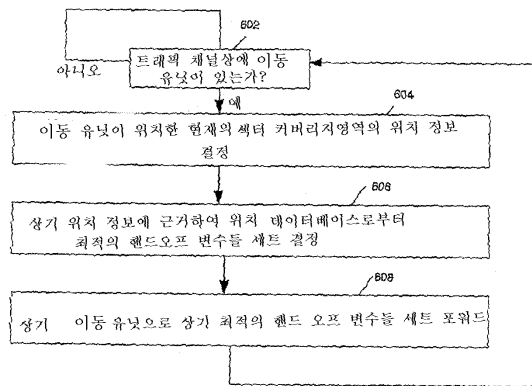 602
트래픽 채널상에 이동
유닛이 있는가?
아니오
예
604
이동 유닛이 위치한 현재의 섹터 커버리지영역의 위치 정보
결정
606
상기 위치 정보에 근거하여 위치 데이터베이스로부터
최적의 핸드오프 변수들 세트 결정
608
상기 이동 유닛으로 상기 최적의 핸드 오프 변수들 세트 포워드